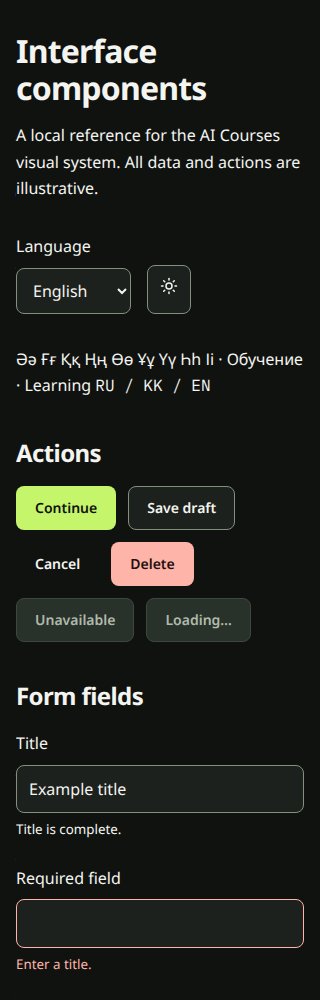 Interface
components
A local reference for the AI Courses
visual system. All data and actions are
illustrative.
Language
English
Әә Ғғ Ққ Ңң Өө Ұұ Үү Һһ Іі · Обучение
· Learning RU / KK / EN
Actions
Continue Save draft
Cancel Delete
Unavailable Loading…
Form fields
Title
Example title
Title is complete.
Required field
Enter a title.